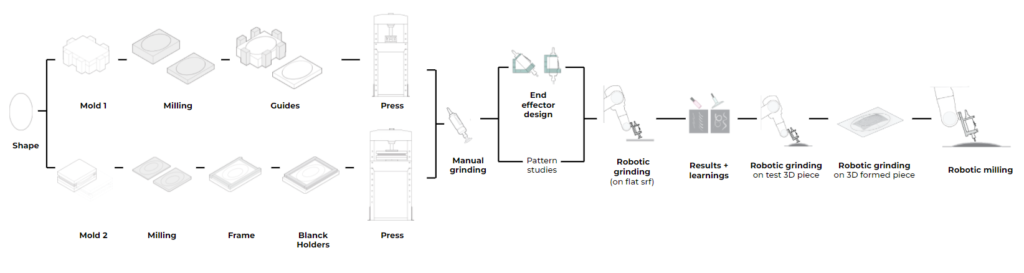 Mold 1
Milling
Guides
Press
Shape
Mold 2
Milling
Frame
Blanck
Holders
Press
Manual
grinding
End
effector
design
Pattern
studies
Robotic
grinding
(on flat srf)
Results +
learnings
Robotic grinding
on test 3D piece
Robotic grinding
on 3D formed piece
Robotic milling